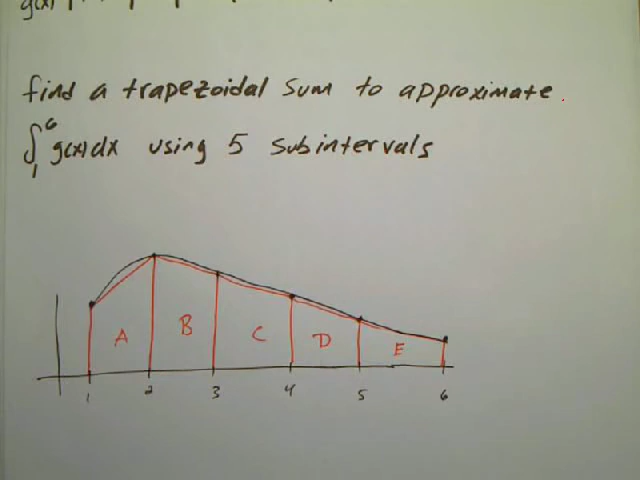 g(x)
find a trapezoidal sum to approximate.
∫₁⁶ g(x) dx using 5 subintervals
A B C D E
1 2 3 4 5 6